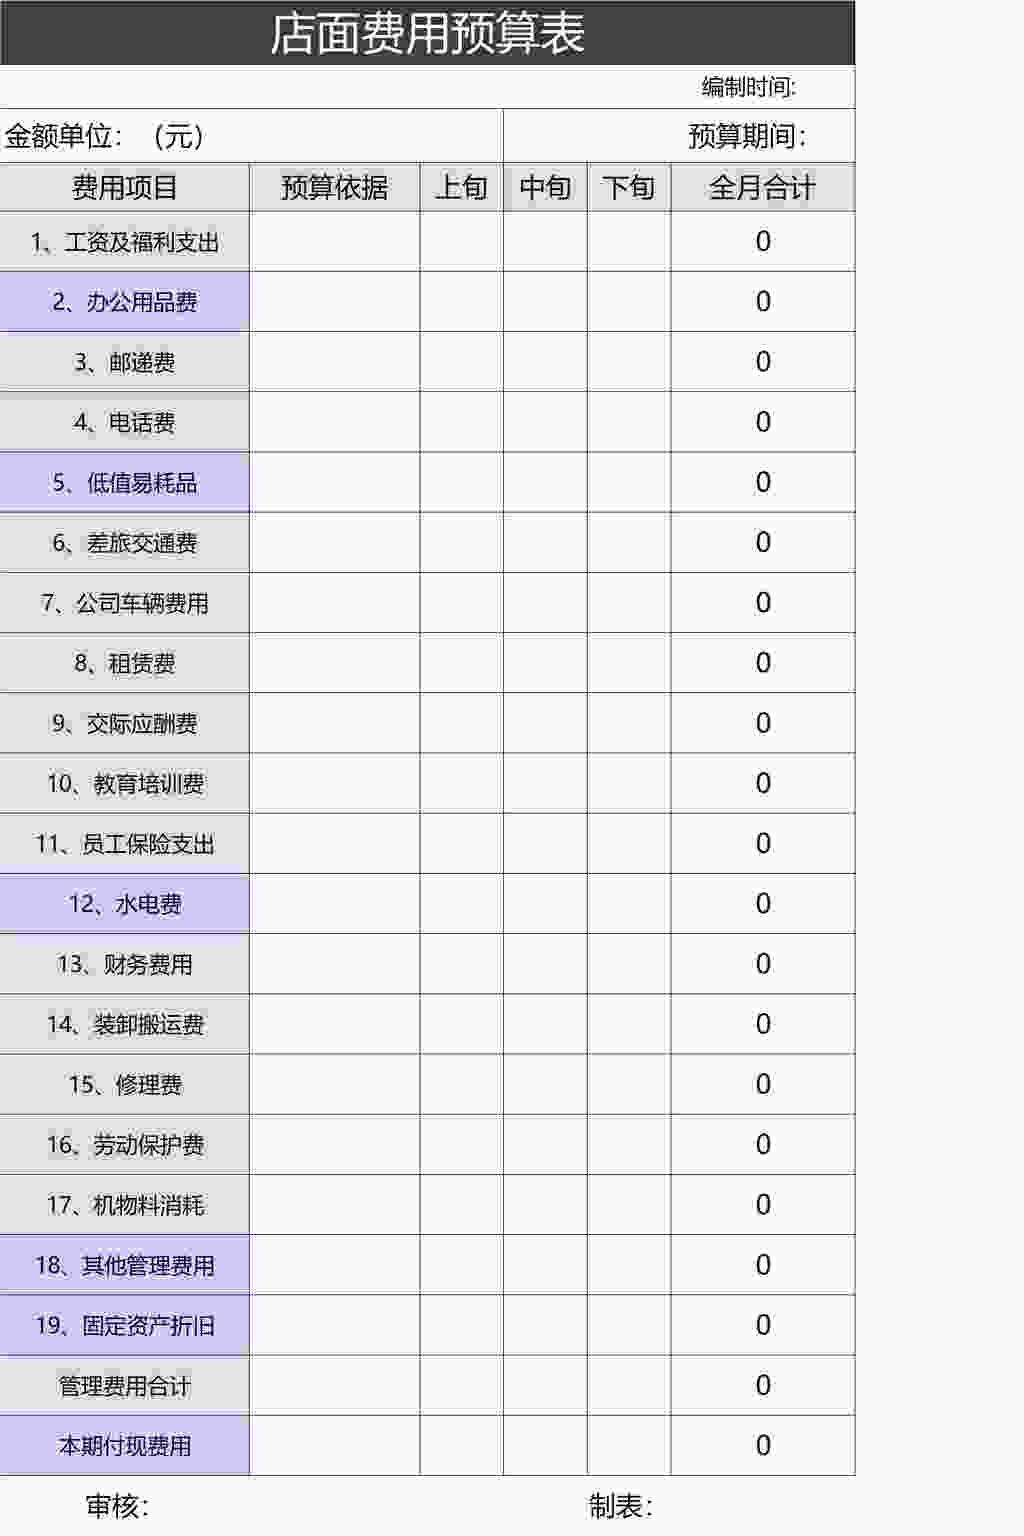 店面费用预算表
编制时间:
金额单位： （元） 预算期间：
费用项目 预算依据 上旬 中旬 下旬 全月合计
1、工资及福利支出 0
2、办公用品费 0
3、邮递费 0
4、电话费 0
5、低值易耗品 0
6、差旅交通费 0
7、公司车辆费用 0
8、租赁费 0
9、交际应酬费 0
10、教育培训费 0
11、员工保险支出 0
12、水电费 0
13、财务费用 0
14、装卸搬运费 0
15、修理费 0
16、劳动保护费 0
17、机物料消耗 0
18、其他管理费用 0
19、固定资产折旧 0
管理费用合计 0
本期付现费用 0
审核： 制表：